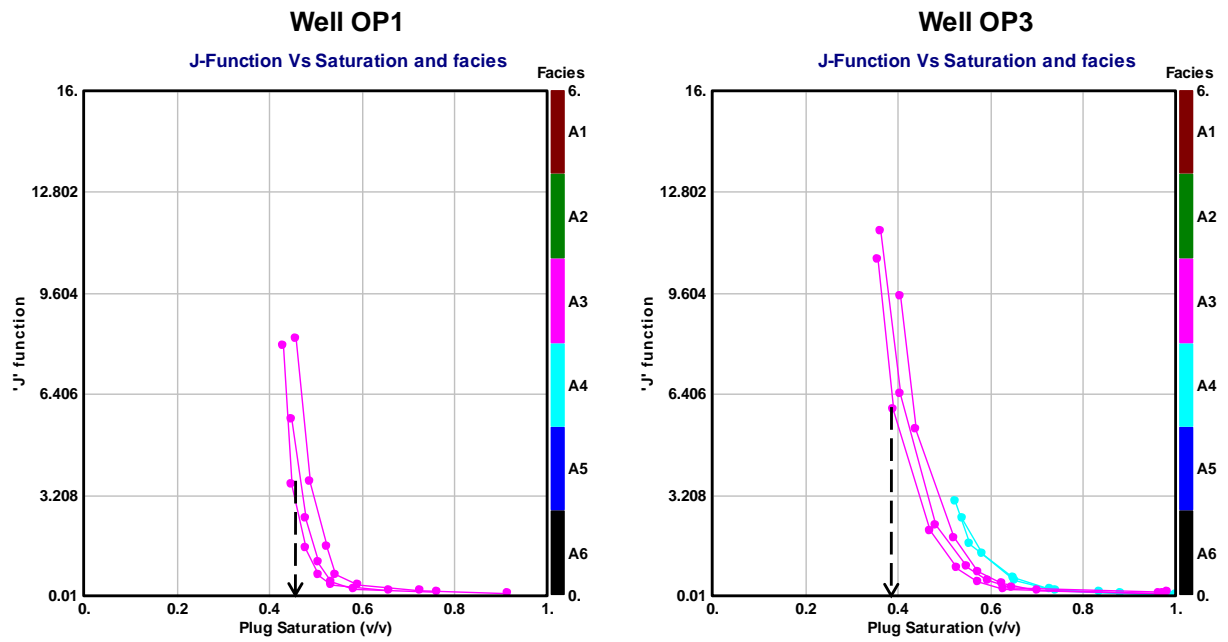 Well OP1
J-Function Vs Saturation and facies
Facies
16.
12.802
9.604
6.406
3.208
0.01
'J' function
0.
0.2
0.4
0.6
0.8
1.
Plug Saturation (v/v)
6.
A1
A2
A3
A4
A5
A6
0.
Well OP3
J-Function Vs Saturation and facies
Facies
16.
12.802
9.604
6.406
3.208
0.01
'J' function
0.
0.2
0.4
0.6
0.8
1.
Plug Saturation (v/v)
6.
A1
A2
A3
A4
A5
A6
0.